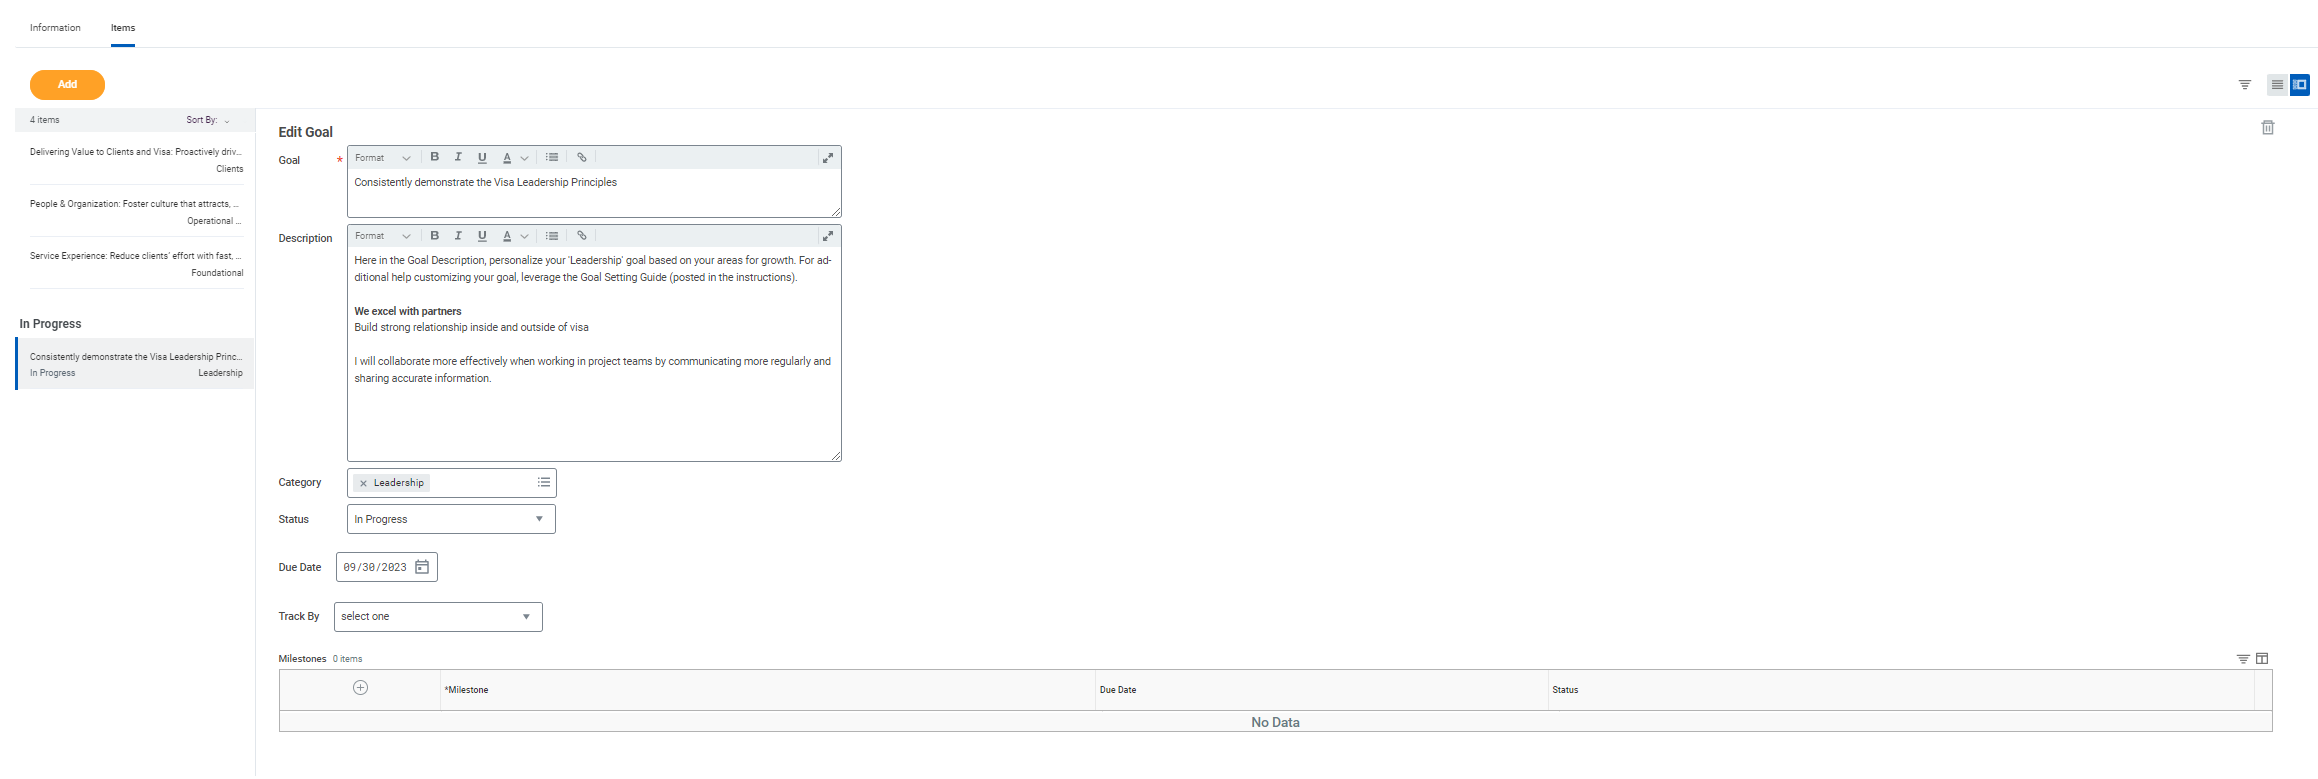 Information
Items
Add
4 items
Sort By:
Delivering Value to Clients and Visa: Proactively driv...
Clients
People & Organization: Foster culture that attracts, ...
Operational ...
Service Experience: Reduce clients' effort with fast, ...
Foundational
In Progress
Consistently demonstrate the Visa Leadership Princ...
In Progress
Leadership
Edit Goal
Goal *
Format B I U A
Consistently demonstrate the Visa Leadership Principles
Description
Format B I U A
Here in the Goal Description, personalize your 'Leadership' goal based on your areas for growth. For ad-
ditional help customizing your goal, leverage the Goal Setting Guide (posted in the instructions).
We excel with partners
Build strong relationship inside and outside of visa
I will collaborate more effectively when working in project teams by communicating more regularly and
sharing accurate information.
Category
× Leadership
Status
In Progress
Due Date
09/30/2023
Track By
select one
Milestones 0 items
*Milestone
Due Date
Status
No Data